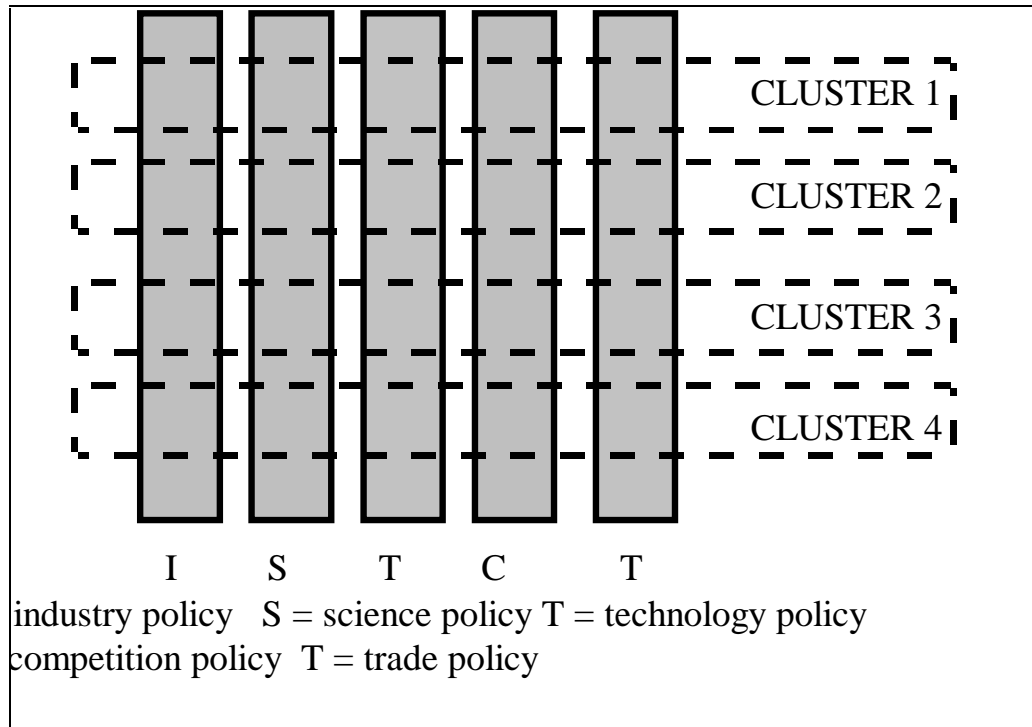 CLUSTER 1
CLUSTER 2
CLUSTER 3
CLUSTER 4
I S T C T
industry policy S = science policy T = technology policy
competition policy T = trade policy